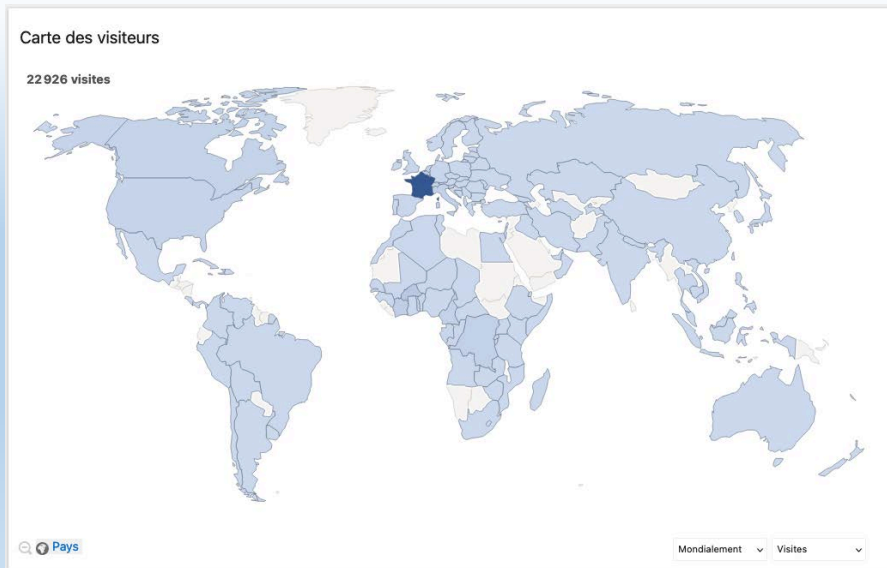 Carte des visiteurs
22 926 visites
Pays
Mondialement
Visites